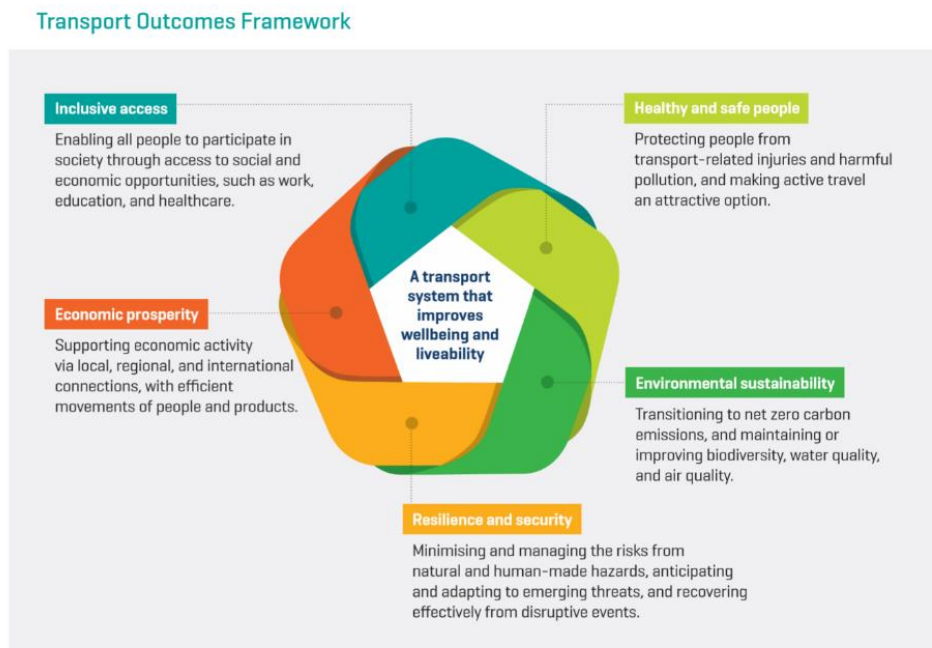 Transport Outcomes Framework
Inclusive access
Enabling all people to participate in
society through access to social and
economic opportunities, such as work,
education, and healthcare.
Healthy and safe people
Protecting people from
transport-related injuries and harmful
pollution, and making active travel
an attractive option.
A transport
system that
improves
wellbeing and
liveability
Economic prosperity
Supporting economic activity
via local, regional, and international
connections, with efficient
movements of people and products.
Environmental sustainability
Transitioning to net zero carbon
emissions, and maintaining or
improving biodiversity, water quality,
and air quality.
Resilience and security
Minimising and managing the risks from
natural and human-made hazards, anticipating
and adapting to emerging threats, and recovering
effectively from disruptive events.